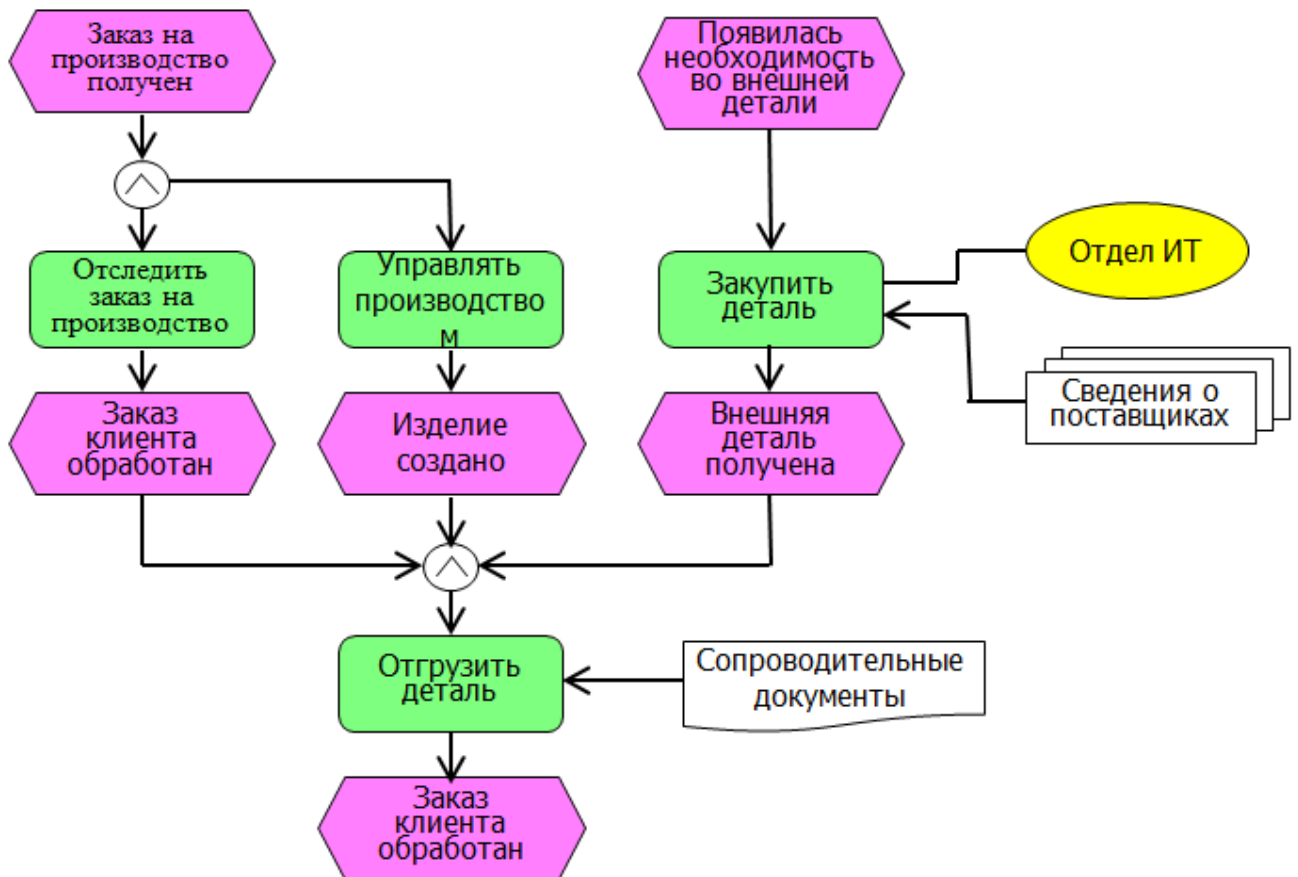 Заказ на
производство
получен
Появилась
необходимость
во внешней
детали
Отследить
заказ на
производство
Управлять
производство
м
Закупить
деталь
Отдел ИТ
Сведения о
поставщиках
Заказ
клиента
обработан
Изделие
создано
Внешняя
деталь
получена
Отгрузить
деталь
Сопроводительные
документы
Заказ
клиента
обработан